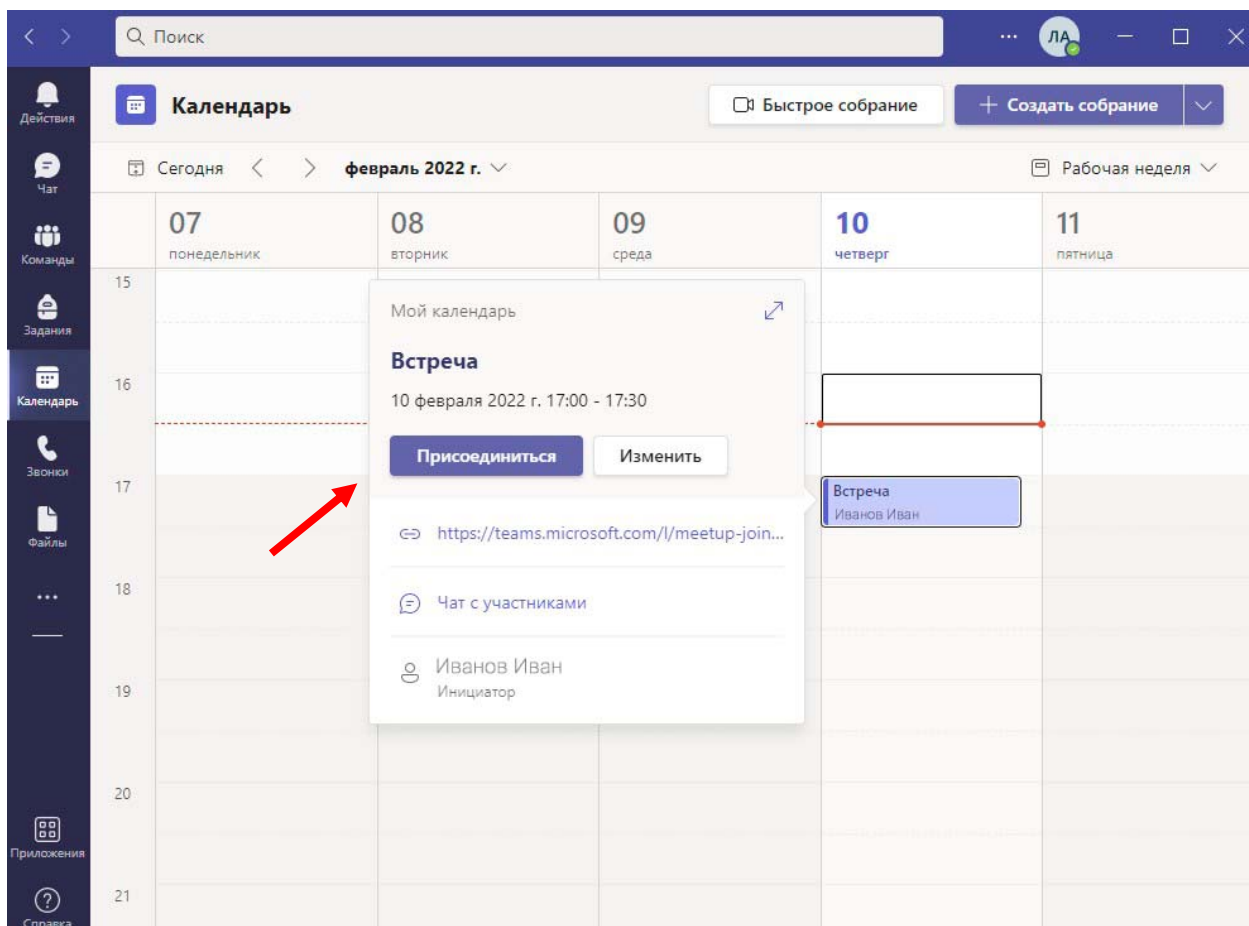 Поиск
ЛА
Действия
Чат
Команды
Задания
Календарь
Звонки
Файлы
Приложения
Справка
Календарь
Быстрое собрание
Создать собрание
Сегодня
февраль 2022 г.
Рабочая неделя
07
понедельник
08
вторник
09
среда
10
четверг
11
пятница
15
16
17
18
19
20
21
Мой календарь
Встреча
10 февраля 2022 г. 17:00 - 17:30
Присоединиться
Изменить
https://teams.microsoft.com/l/meetup-join...
Чат с участниками
Иванов Иван
Инициатор
Встреча
Иванов Иван